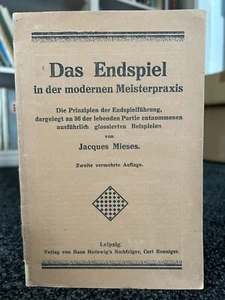 Das Endspiel
in der modernen Meisterpraxis
Die Prinzipien der Endspielführung,
dargelegt an 36 der lebenden Partie entnommenen
ausführlich glossierten Beispielen
von
Jacques Mieses.
Zweite vermehrte Auflage.
Leipzig.
Verlag von Hans Hedewig's Nachfolger, Curt Ronniger.